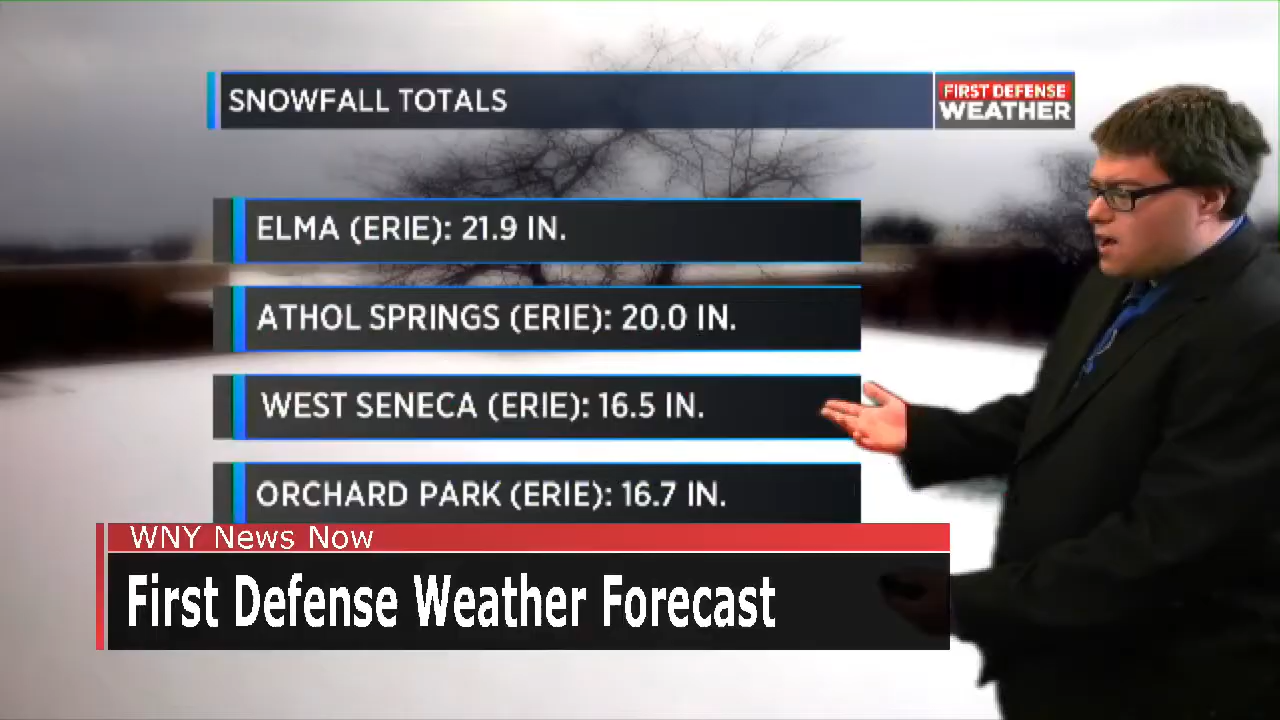 SNOWFALL TOTALS
FIRST DEFENSE
WEATHER
ELMA (ERIE): 21.9 IN.
ATHOL SPRINGS (ERIE): 20.0 IN.
WEST SENECA (ERIE): 16.5 IN.
ORCHARD PARK (ERIE): 16.7 IN.
WNY News Now
First Defense Weather Forecast